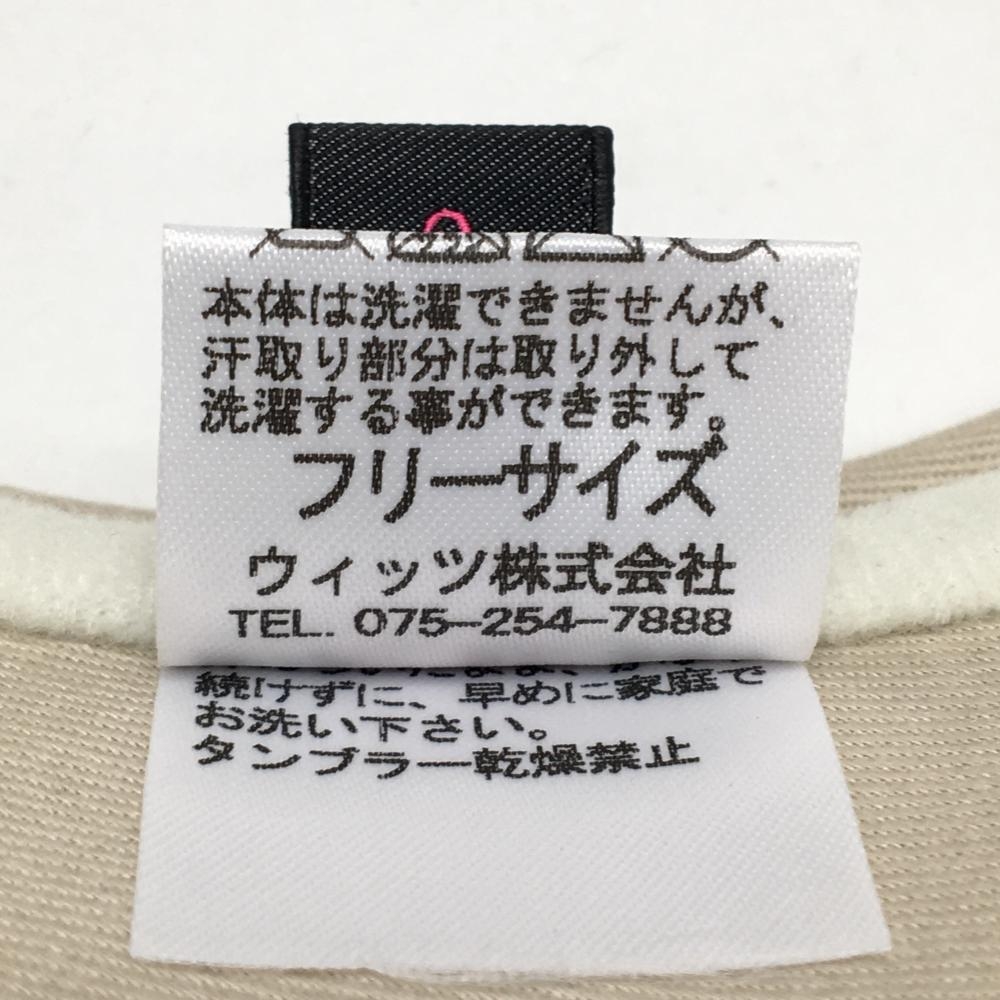 本体は洗濯できませんが、
汗取り部分は取り外して
洗濯する事ができます。
フリーサイズ
ウィッツ株式会社
TEL. 075-254-7888
続けずに、早めに家庭で
お洗い下さい。
タンブラー乾燥禁止